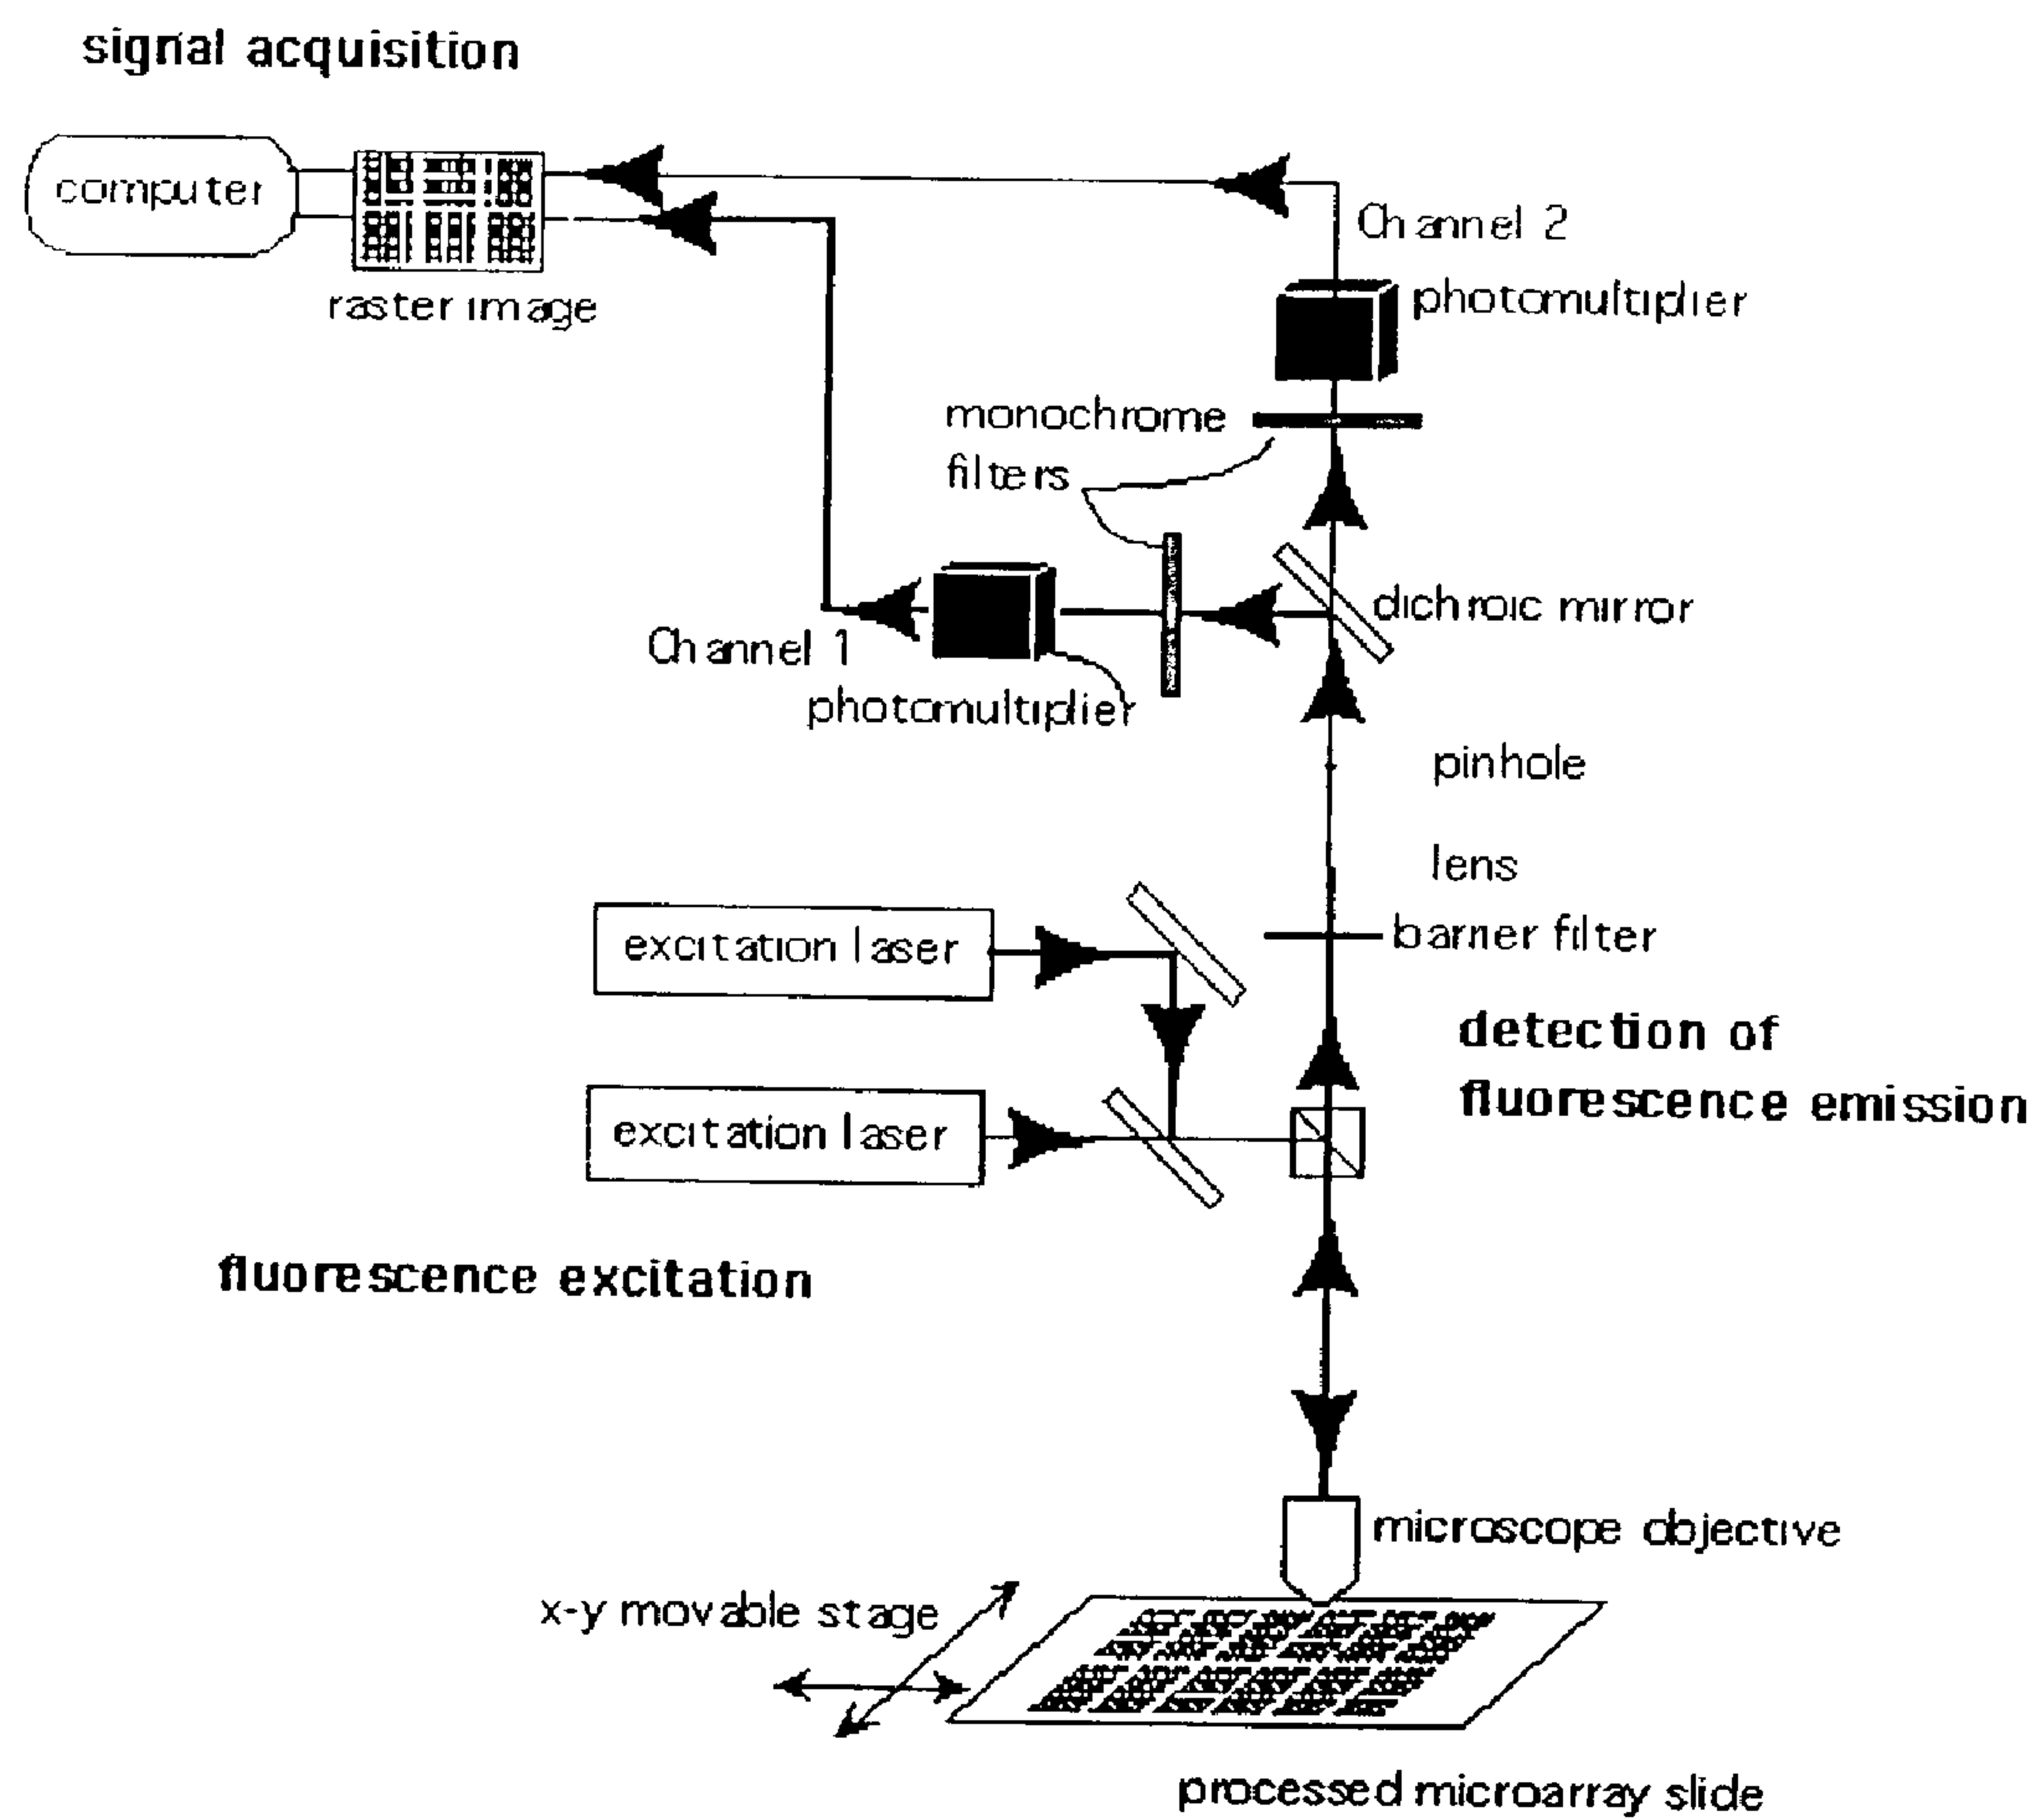 signal acquisition
computer
raster image
Channel 2
photomultiplier
monochrome
filters
dichroic mirror
Channel 1
photomultiplier
pinhole
lens
excitation laser
barrier filter
detection of
fluorescence emission
excitation laser
fluorescence excitation
microscope objective
x-y movable stage
processed microarray slide